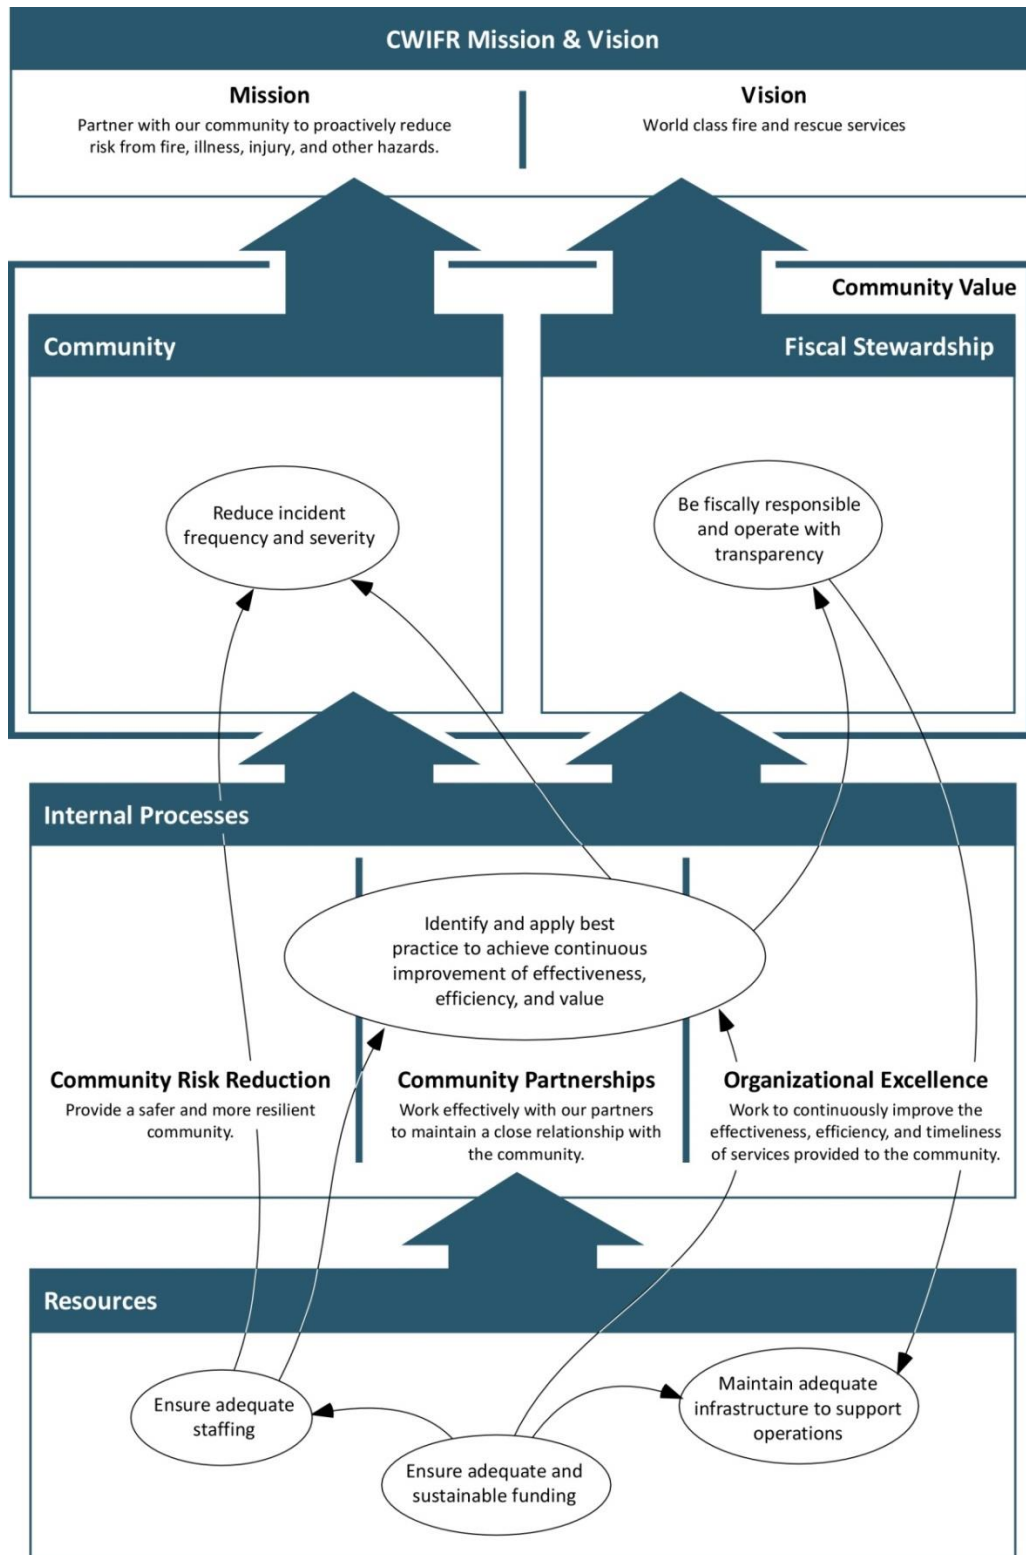 CWIFR Mission & Vision
Mission
Partner with our community to proactively reduce
risk from fire, illness, injury, and other hazards.
Vision
World class fire and rescue services
Community Value
Community
Fiscal Stewardship
Reduce incident
frequency and severity
Be fiscally responsible
and operate with
transparency
Internal Processes
Identify and apply best
practice to achieve continuous
improvement of effectiveness,
efficiency, and value
Community Risk Reduction
Provide a safer and more resilient
community.
Community Partnerships
Work effectively with our partners
to maintain a close relationship with
the community.
Organizational Excellence
Work to continuously improve the
effectiveness, efficiency, and timeliness
of services provided to the community.
Resources
Ensure adequate
staffing
Ensure adequate and
sustainable funding
Maintain adequate
infrastructure to support
operations